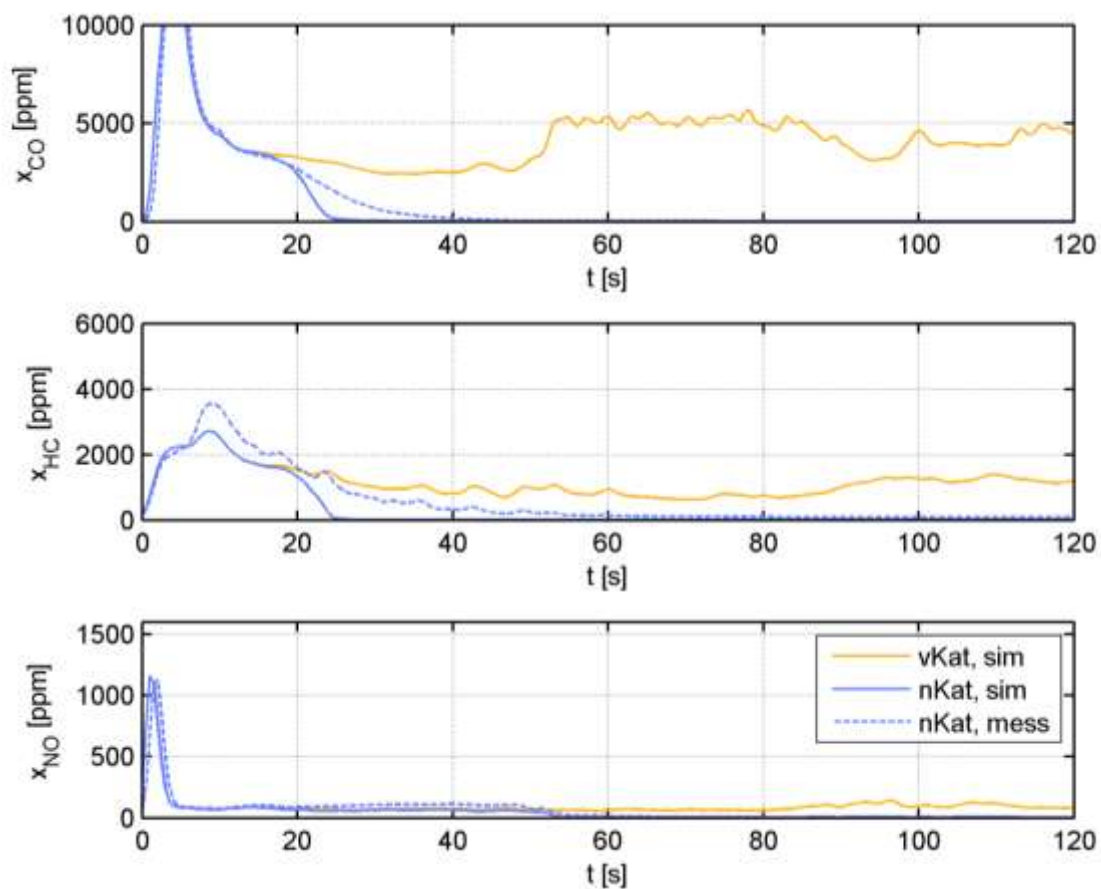 10000
5000
0
x_CO [ppm]
0 20 40 60 80 100 120
t [s]
6000
4000
2000
0
x_HC [ppm]
0 20 40 60 80 100 120
t [s]
1500
1000
500
0
x_NO [ppm]
vKat, sim
nKat, sim
nKat, mess
0 20 40 60 80 100 120
t [s]